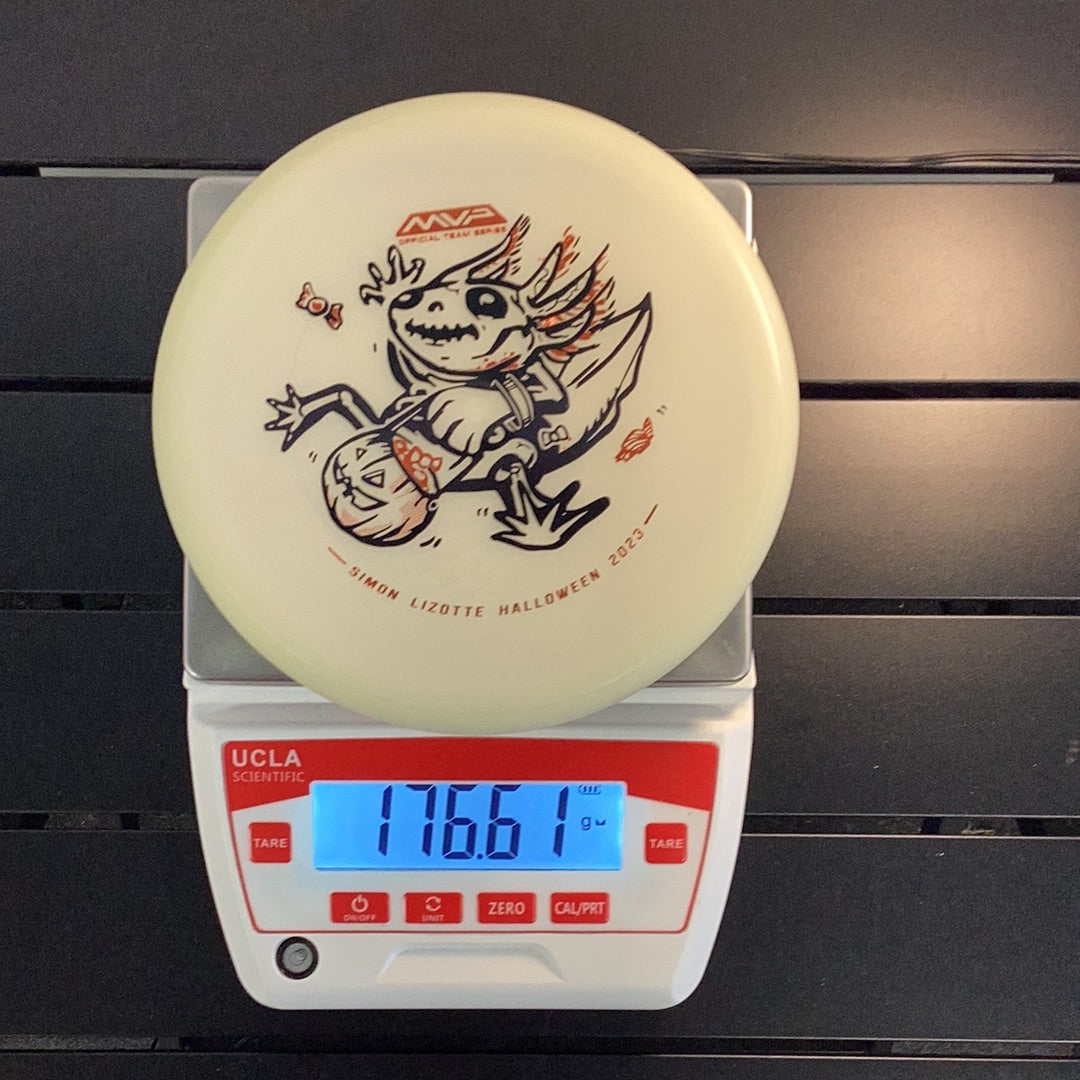 MVP
OFFICIAL TEAM SERIES
SIMON LIZOTTE HALLOWEEN 2023
UCLA
SCIENTIFIC
176.61 g
TARE
TARE
ON/OFF
UNIT
ZERO
CAL/PRT